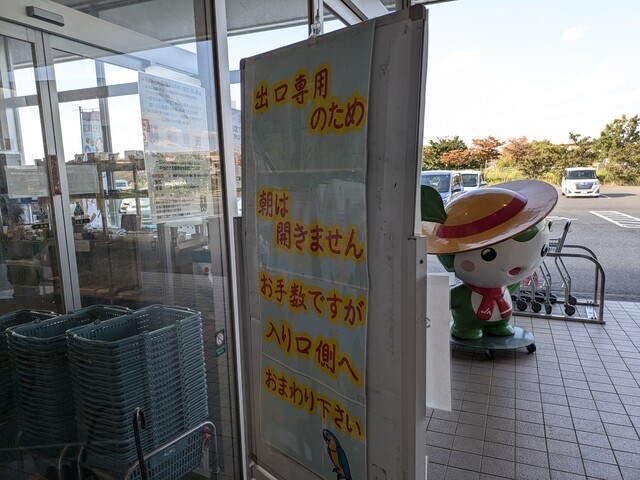 出口専用
のため
朝は
開きません
お手数ですが
入り口側へ
おまわり下さい